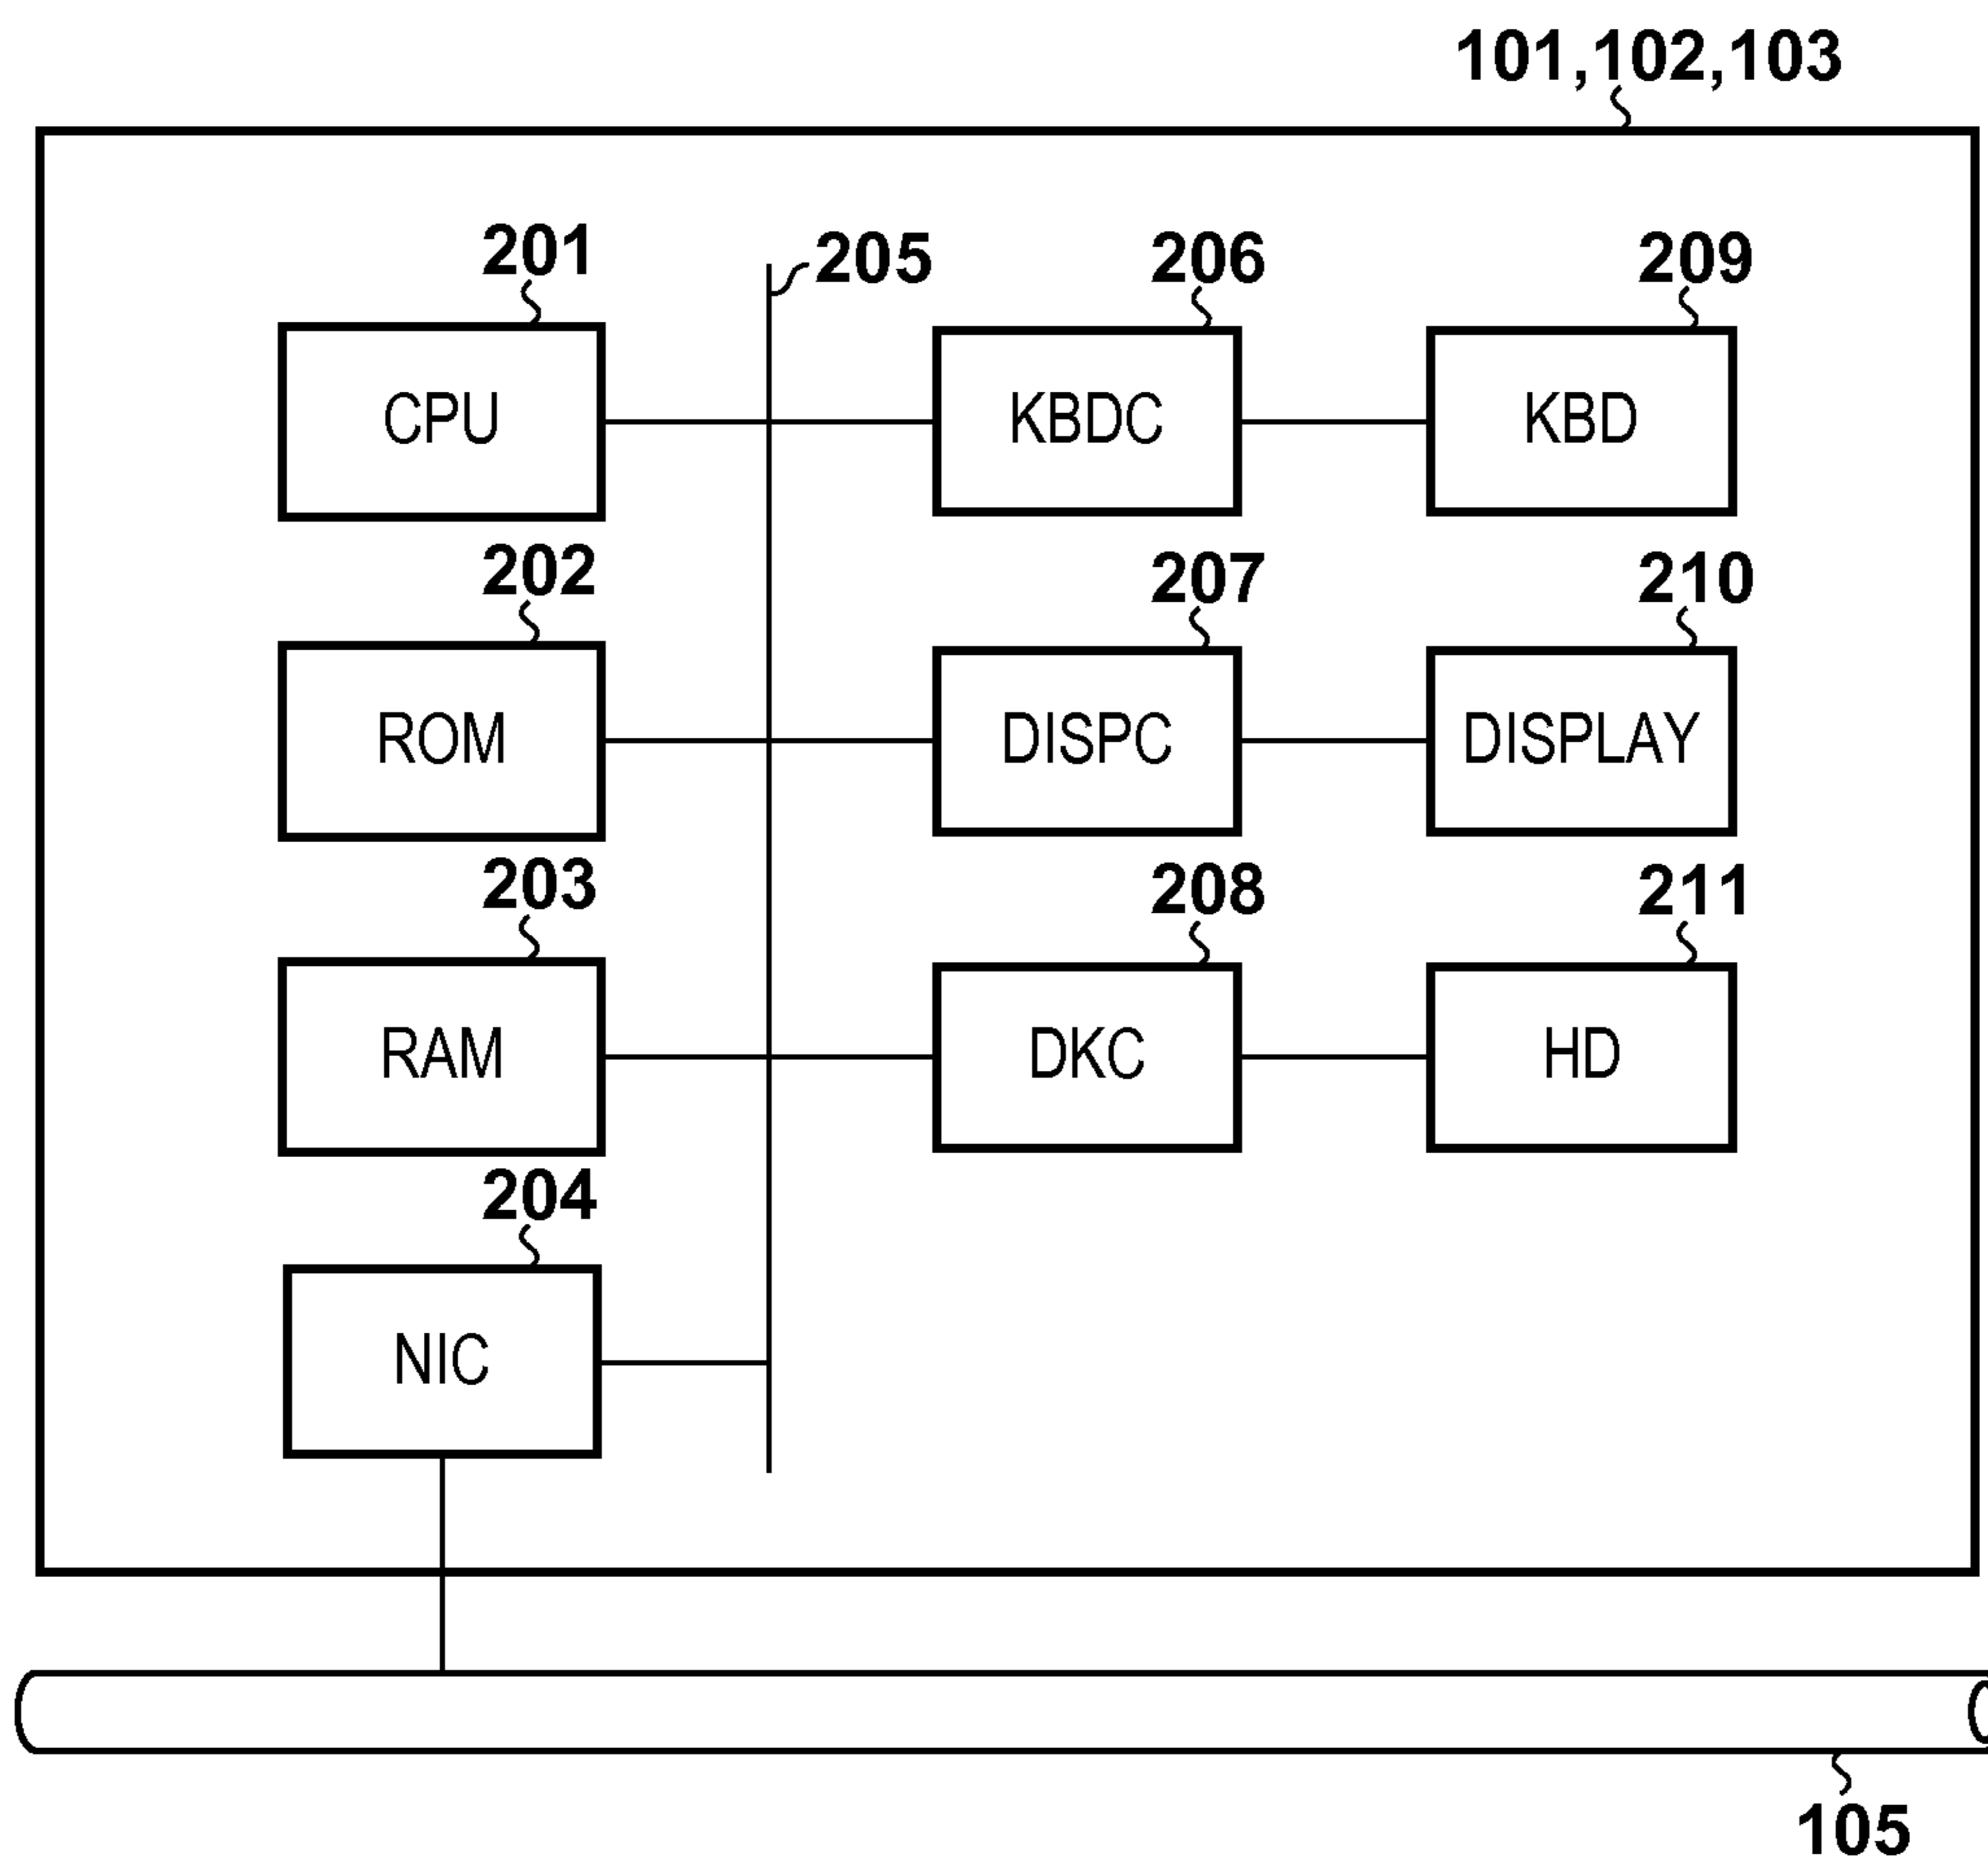 101,102,103
201
205
206
209
CPU
KBDC
KBD
202
207
210
ROM
DISPC
DISPLAY
203
208
211
RAM
DKC
HD
204
NIC
105